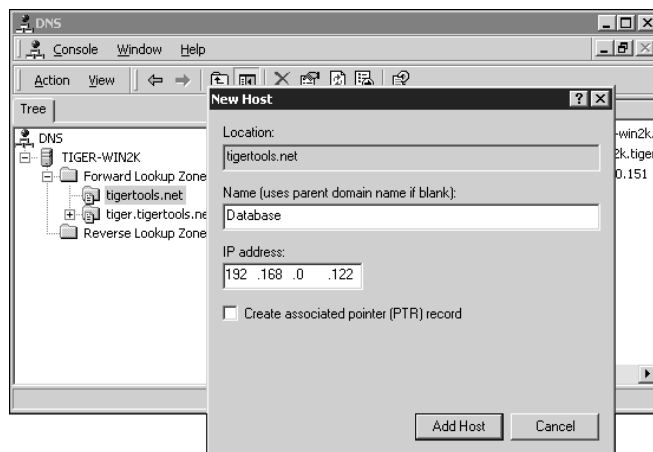 DNS
Console Window Help
Action View
Tree
DNS
TIGER-WIN2K
Forward Lookup Zone
tigertools.net
tiger.tigertools.ne
Reverse Lookup Zone
-win2k.
2k.tiger
0.151
New Host
Location:
tigertools.net
Name (uses parent domain name if blank):
Database
IP address:
192 .168 .0 .122
Create associated pointer (PTR) record
Add Host Cancel